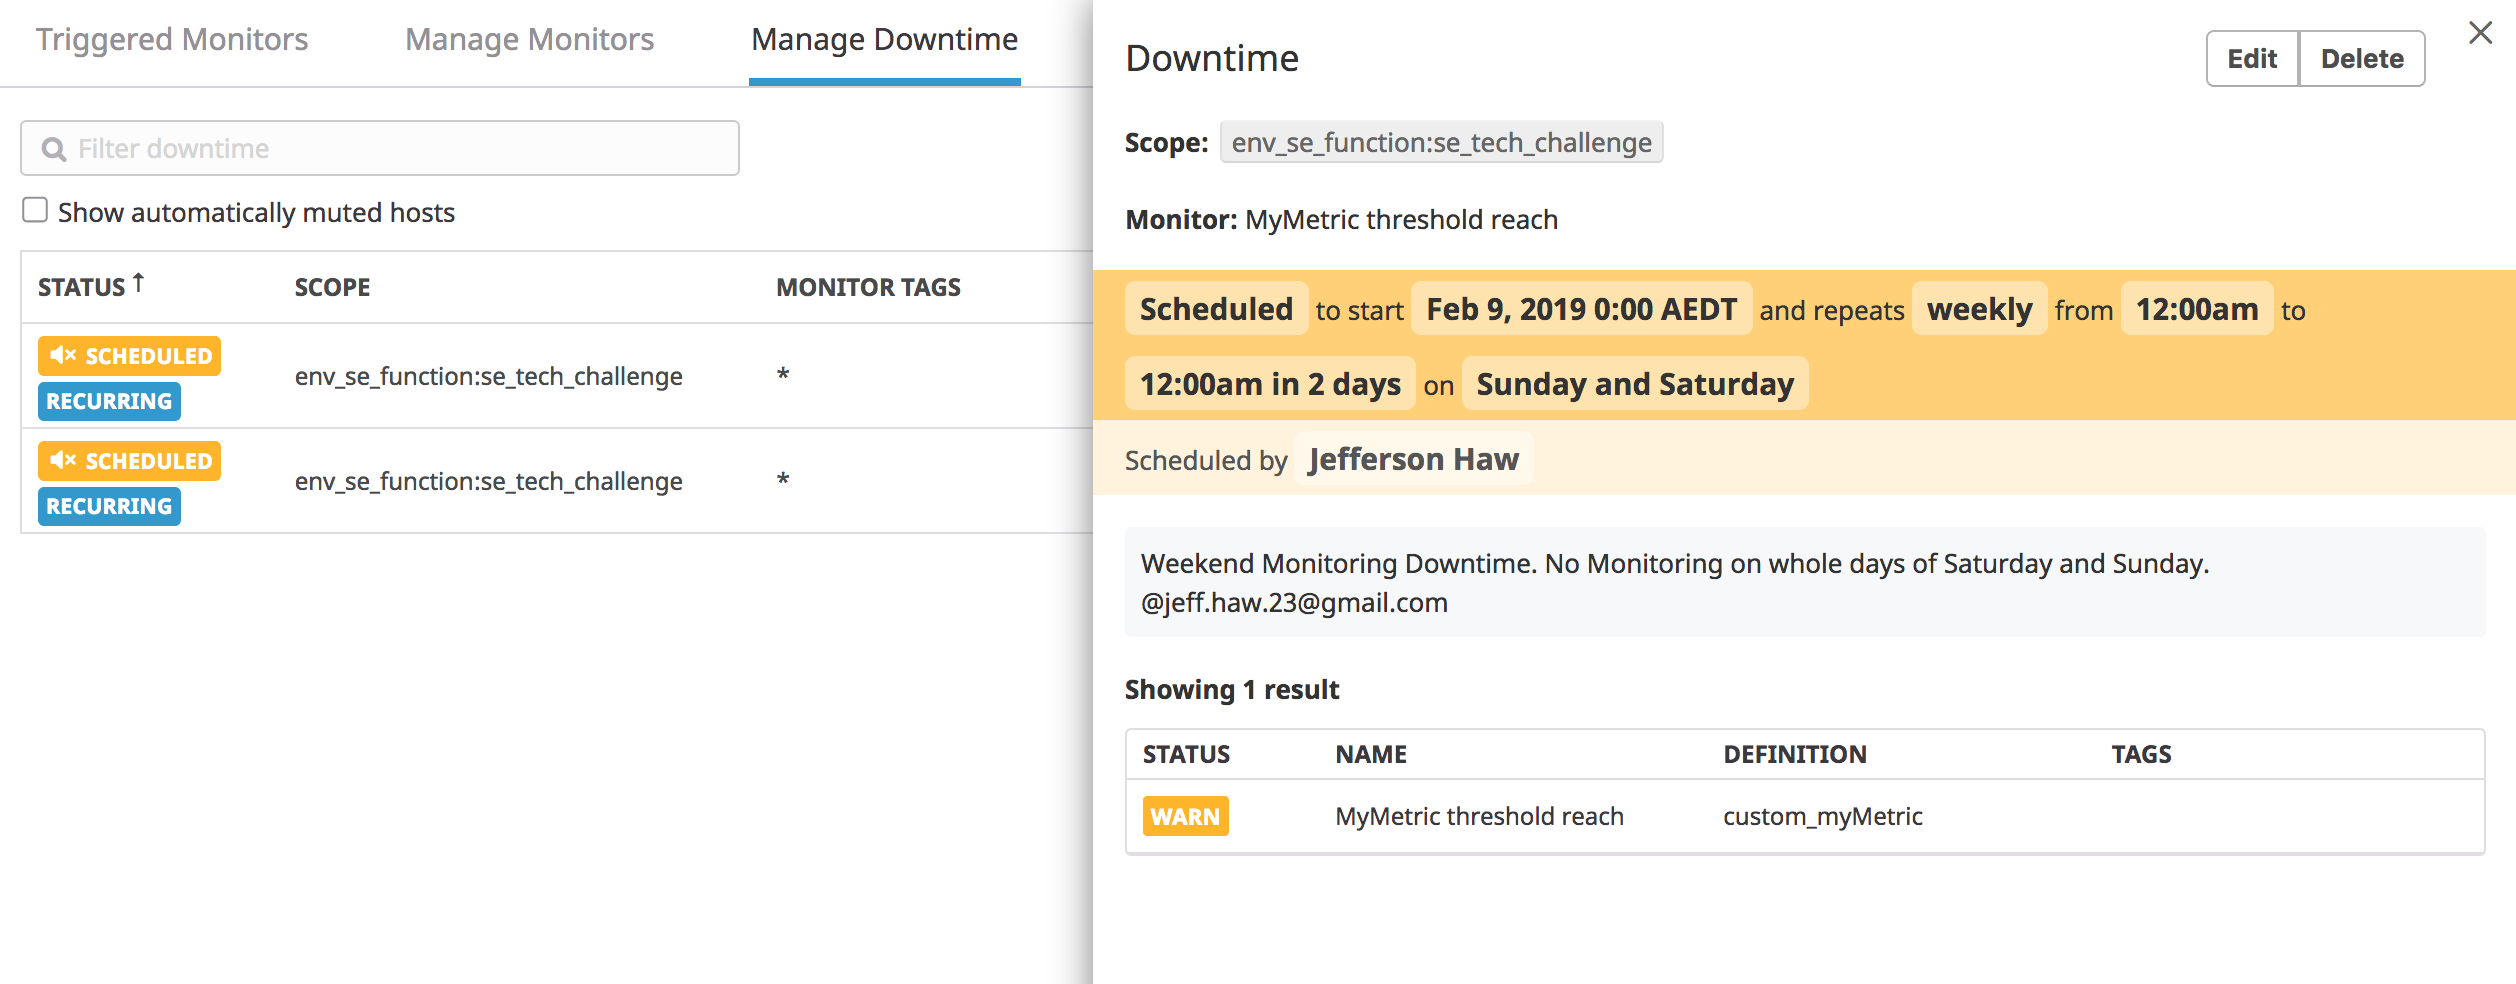 Triggered Monitors Manage Monitors Manage Downtime
Filter downtime
Show automatically muted hosts
STATUS ↑ SCOPE MONITOR TAGS
SCHEDULED
RECURRING
env_se_function:se_tech_challenge *
SCHEDULED
RECURRING
env_se_function:se_tech_challenge *
Downtime
Edit Delete
Scope: env_se_function:se_tech_challenge
Monitor: MyMetric threshold reach
Scheduled to start Feb 9, 2019 0:00 AEDT and repeats weekly from 12:00am to
12:00am in 2 days on Sunday and Saturday
Scheduled by Jefferson Haw
Weekend Monitoring Downtime. No Monitoring on whole days of Saturday and Sunday.
@jeff.haw.23@gmail.com
Showing 1 result
STATUS NAME DEFINITION TAGS
WARN MyMetric threshold reach custom_myMetric